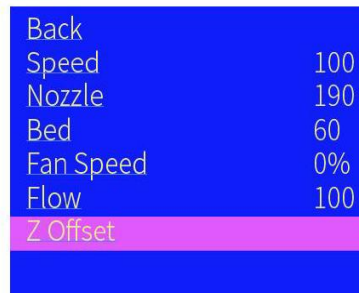 Back
Speed 100
Nozzle 190
Bed 60
Fan Speed 0%
Flow 100
Z Offset